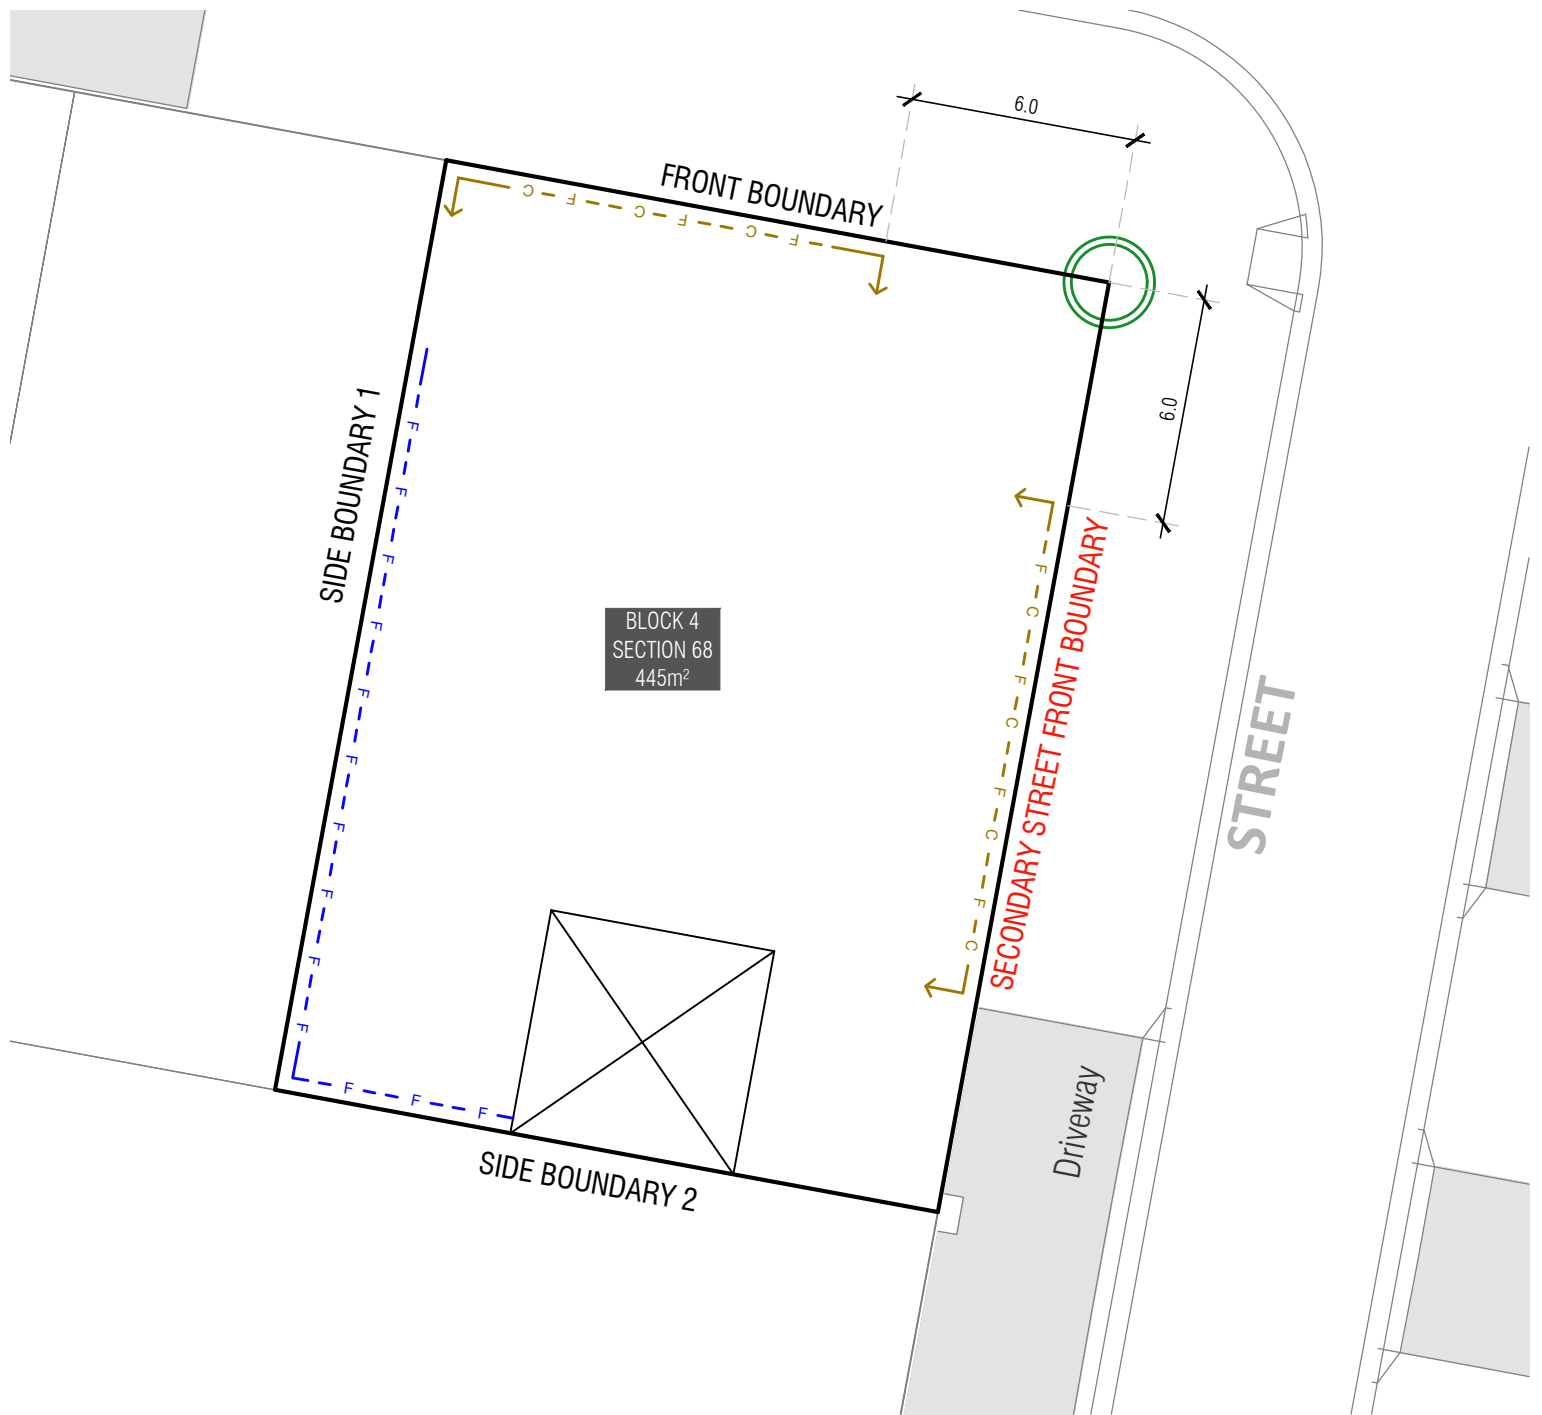 6.0
FRONT BOUNDARY
C F C F C F
6.0
SIDE BOUNDARY 1
F F F F F F F F F F
BLOCK 4
SECTION 68
445m²
F C F C F C F C
SECONDARY STREET FRONT BOUNDARY
STREET
Driveway
F F F
SIDE BOUNDARY 2